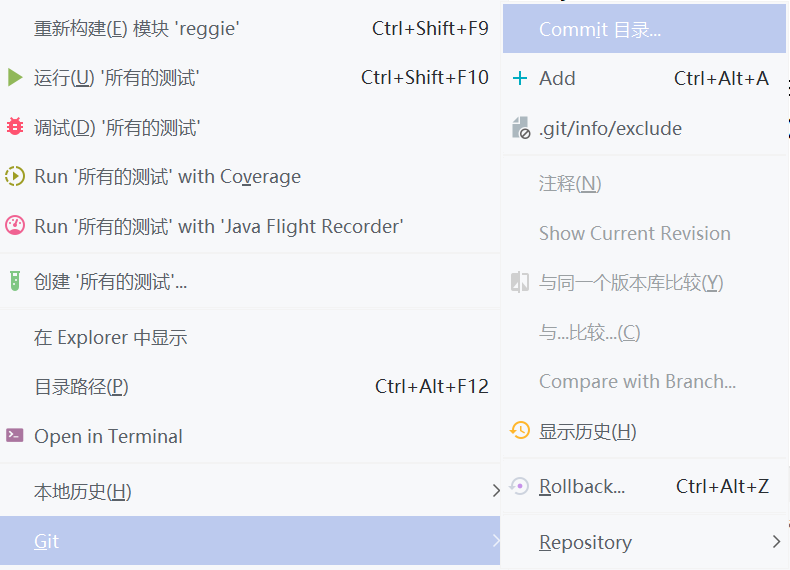 重新构建(E) 模块 'reggie' Ctrl+Shift+F9
运行(U) '所有的测试' Ctrl+Shift+F10
调试(D) '所有的测试'
Run '所有的测试' with Coverage
Run '所有的测试' with 'Java Flight Recorder'
创建 '所有的测试'...
在 Explorer 中显示
目录路径(P) Ctrl+Alt+F12
Open in Terminal
本地历史(H)
Git
Commit 目录...
Add Ctrl+Alt+A
.git/info/exclude
注释(N)
Show Current Revision
与同一个版本库比较(Y)
与...比较...(C)
Compare with Branch...
显示历史(H)
Rollback... Ctrl+Alt+Z
Repository